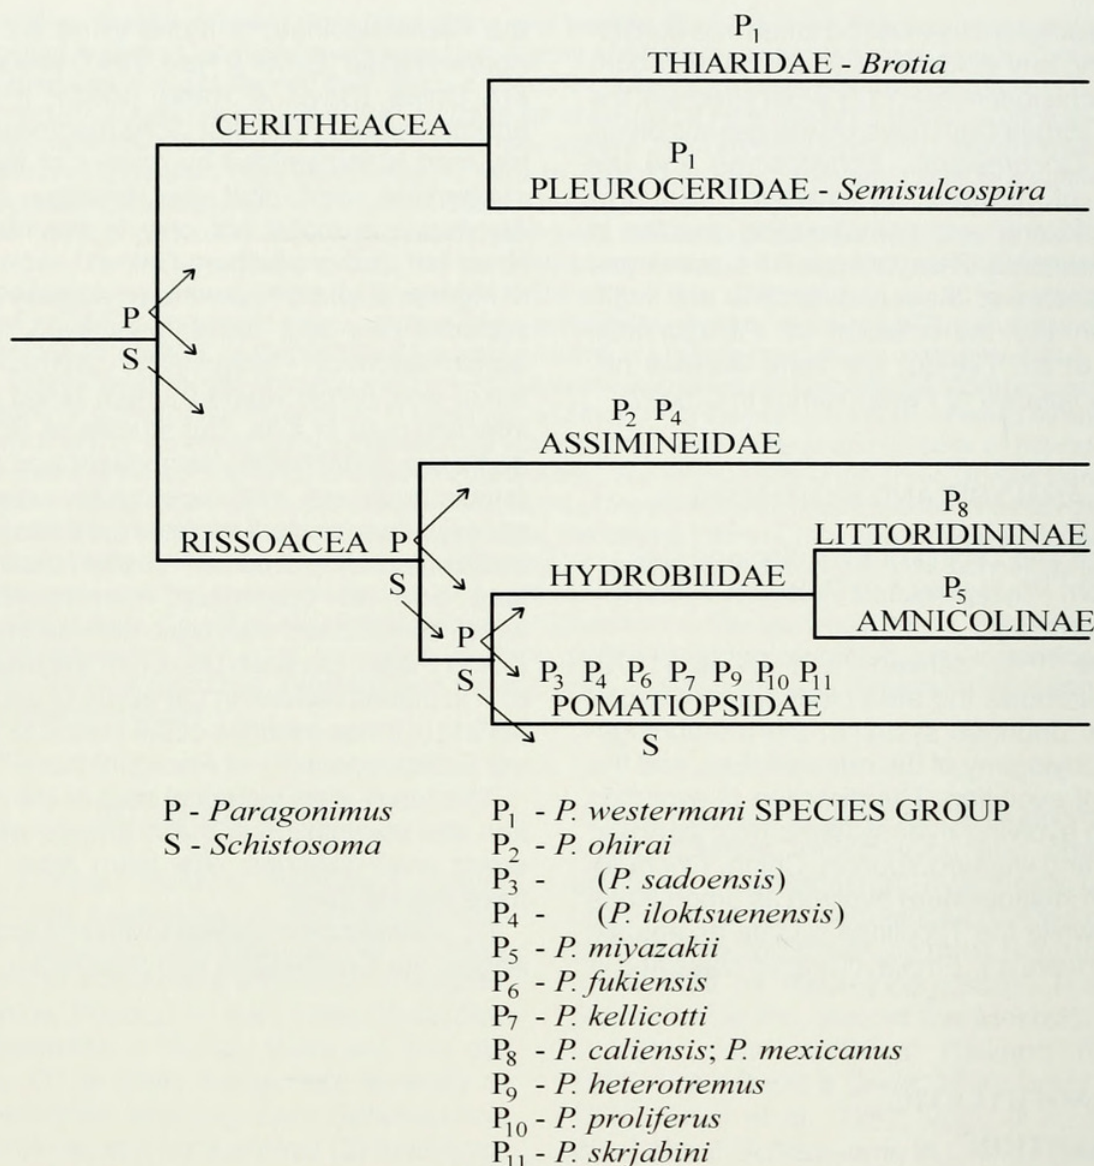 P₁
THIARIDAE - Brotia
CERITHEACEA
P₁
PLEUROCERIDAE - Semisulcospira
P
S
P₂ P₄
ASSIMINEIDAE
P₈
LITTORIDININAE
RISSOACEA P
HYDROBIIDAE
S
P₅
AMNICOLINAE
P
S
P₃ P₄ P₆ P₇ P₉ P₁₀ P₁₁
POMATIOPSIDAE
S
P - Paragonimus
S - Schistosoma
P₁ - P. westermani SPECIES GROUP
P₂ - P. ohirai
P₃ - (P. sadoensis)
P₄ - (P. iloktsuenensis)
P₅ - P. miyazakii
P₆ - P. fukiensis
P₇ - P. kellicotti
P₈ - P. caliensis; P. mexicanus
P₉ - P. heterotremus
P₁₀ - P. proliferus
P₁₁ - P. skrjabini